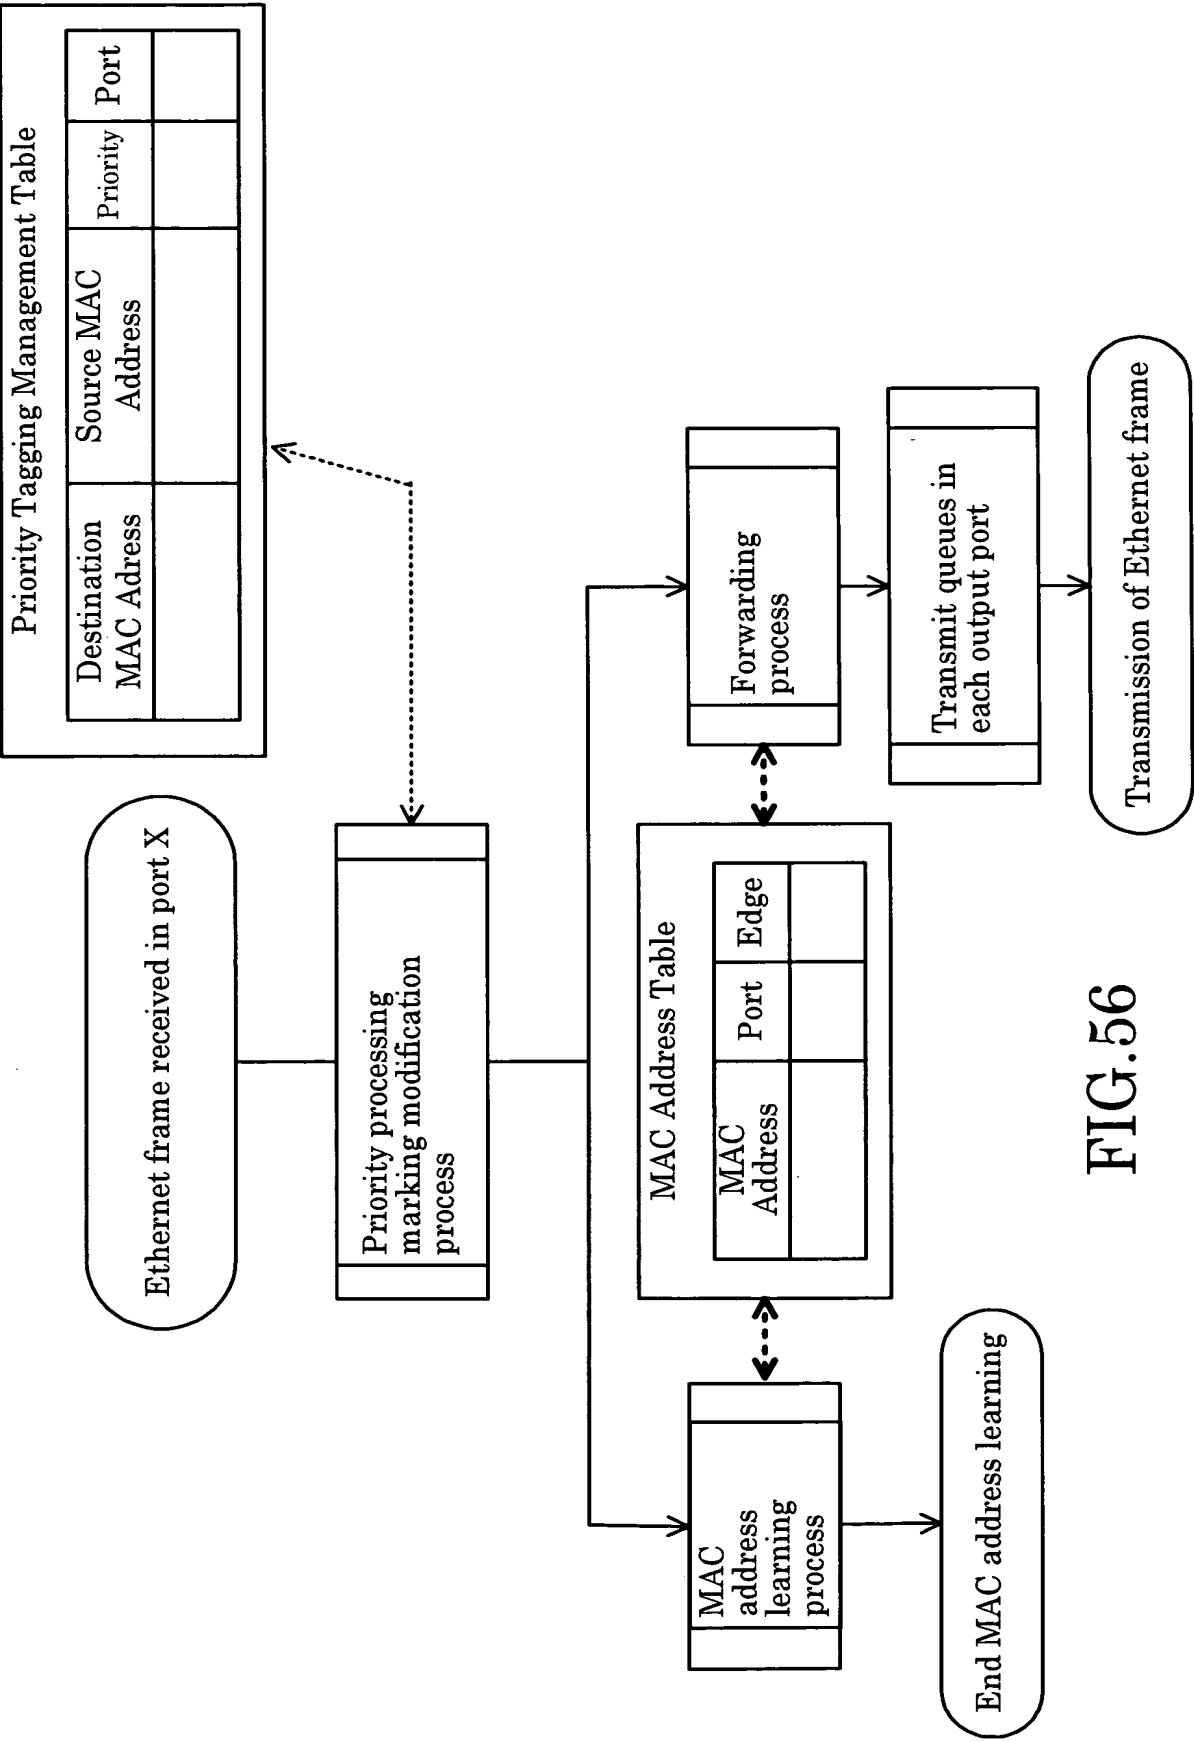 Priority Tagging Management Table
Destination
MAC Adress
Source MAC
Address
Priority
Port
Ethernet frame received in port X
Priority processing
marking modification
process
MAC Address Table
MAC
Address
Port
Edge
MAC
address
learning
process
Forwarding
process
Transmit queues in
each output port
End MAC address learning
Transmission of Ethernet frame
FIG.56